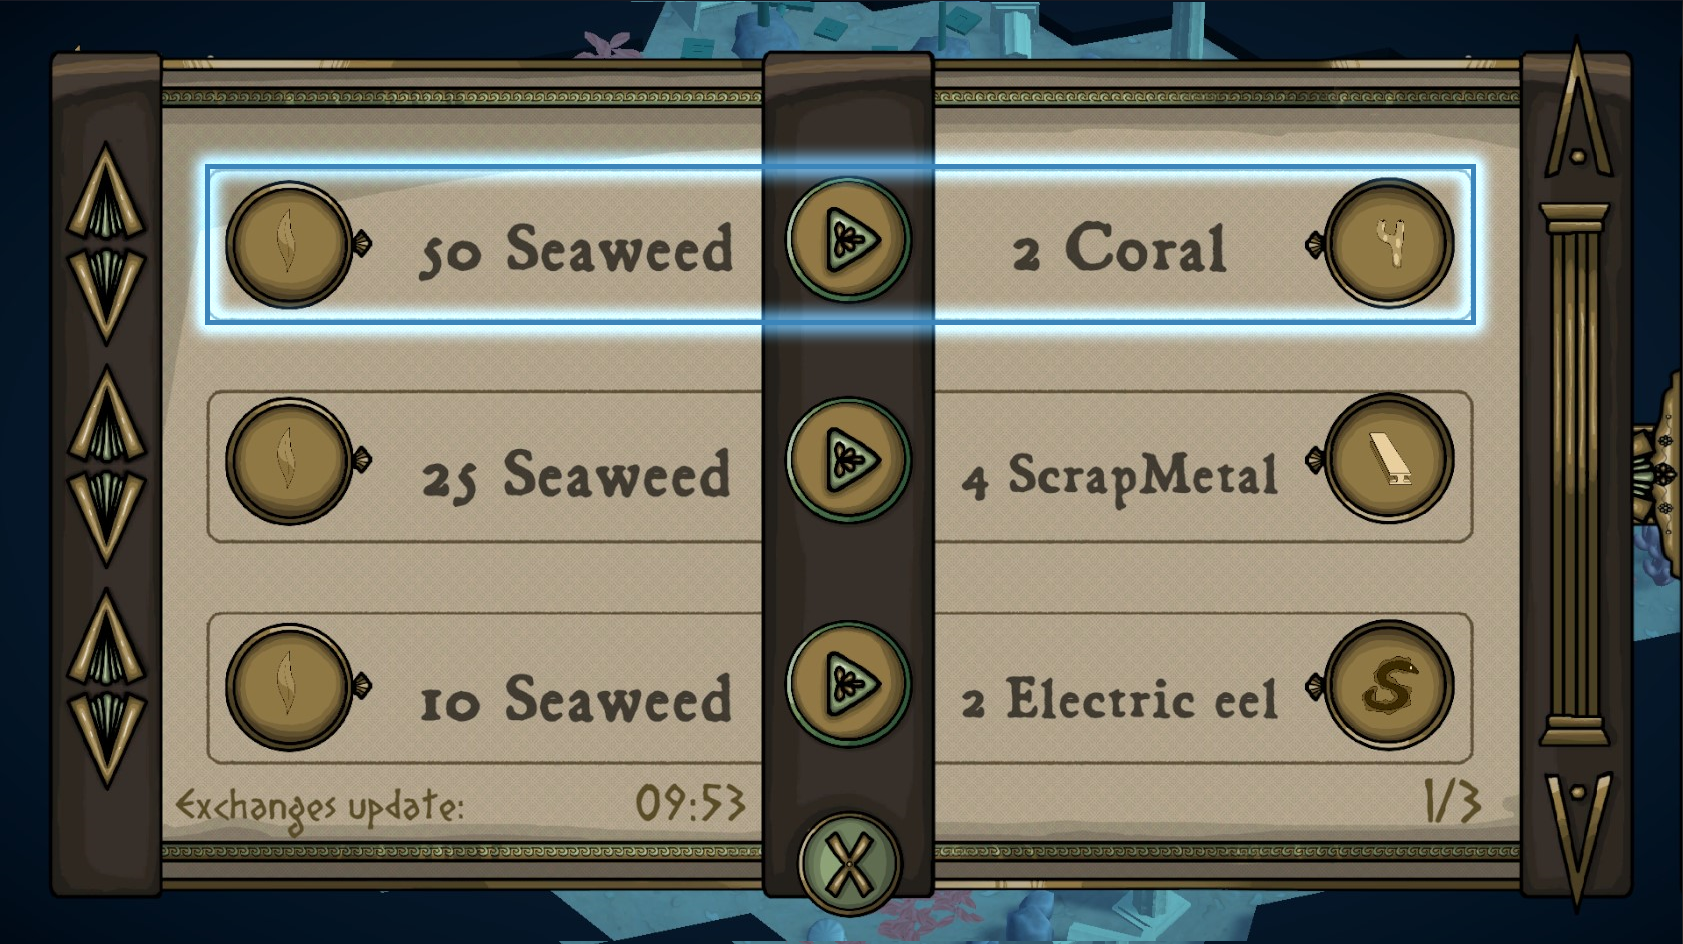 50 Seaweed 2 Coral
25 Seaweed 4 ScrapMetal
10 Seaweed 2 Electric eel
Exchanges update: 09:53 1/3